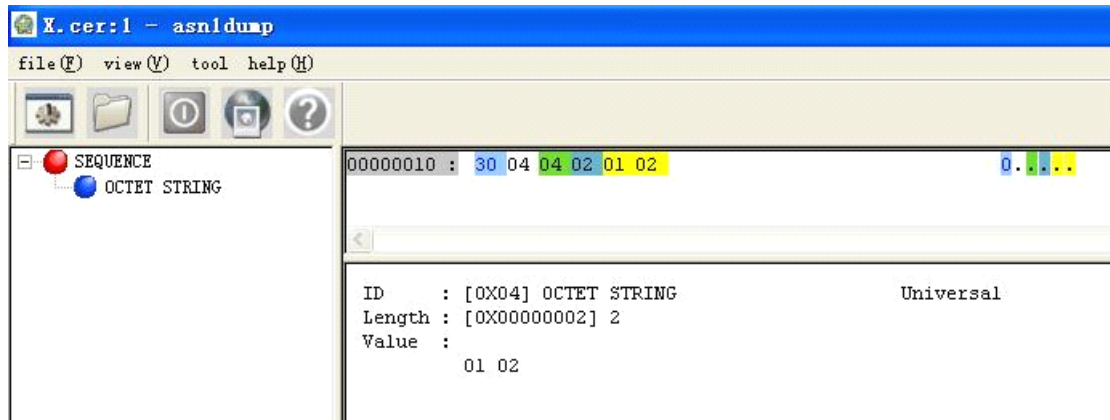 X.cer:1 - asn1dump
file(F) view(V) tool help(H)
SEQUENCE
OCTET STRING
00000010 : 30 04 04 02 01 02 0.....
ID : [0X04] OCTET STRING Universal
Length : [0X00000002] 2
Value :
01 02